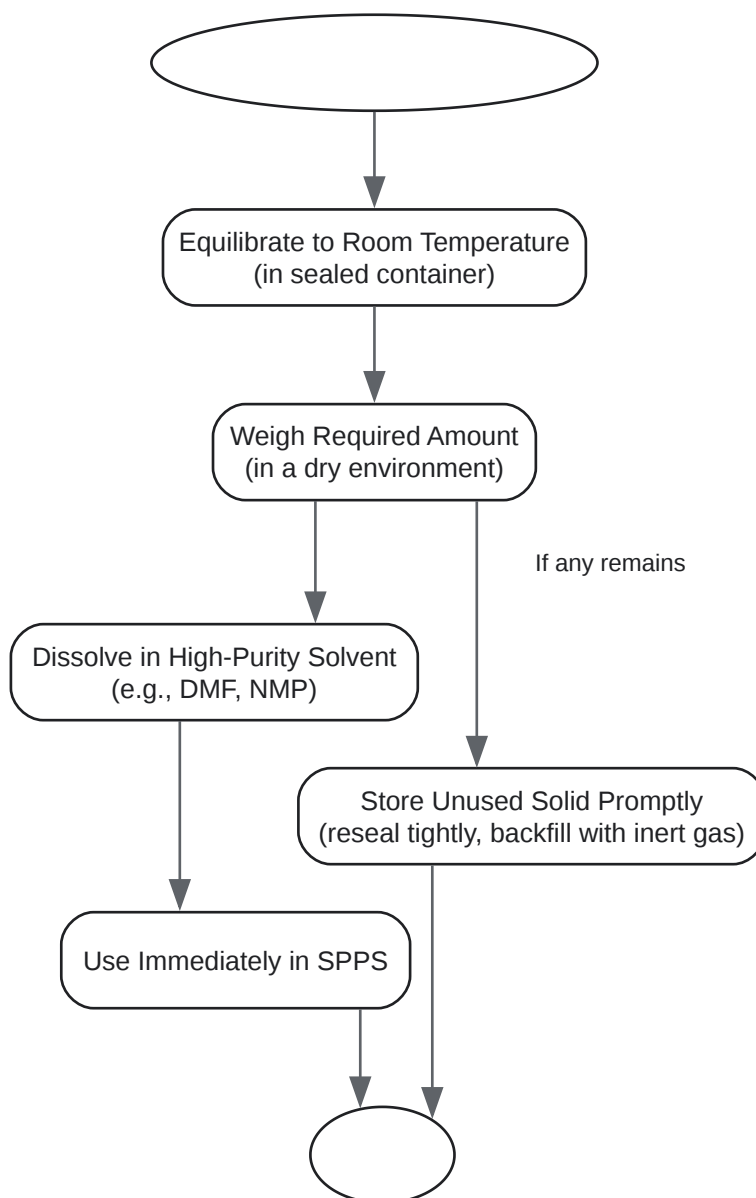 Equilibrate to Room Temperature
(in sealed container)
Weigh Required Amount
(in a dry environment)
If any remains
Dissolve in High-Purity Solvent
(e.g., DMF, NMP)
Store Unused Solid Promptly
(reseal tightly, backfill with inert gas)
Use Immediately in SPPS